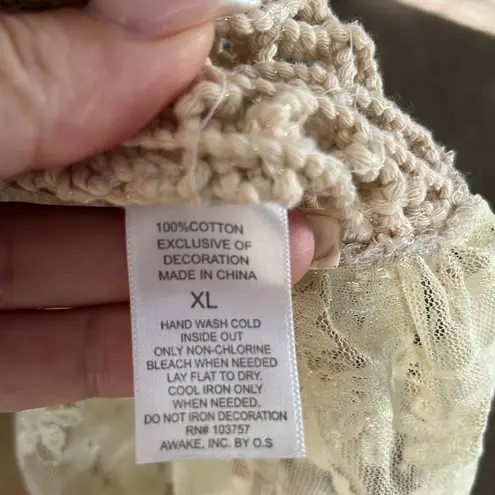 100%COTTON
EXCLUSIVE OF
DECORATION
MADE IN CHINA
XL
HAND WASH COLD
INSIDE OUT
ONLY NON-CHLORINE
BLEACH WHEN NEEDED
LAY FLAT TO DRY.
COOL IRON ONLY
WHEN NEEDED.
DO NOT IRON DECORATION
RN# 103757
AWAKE, INC. BY O.S